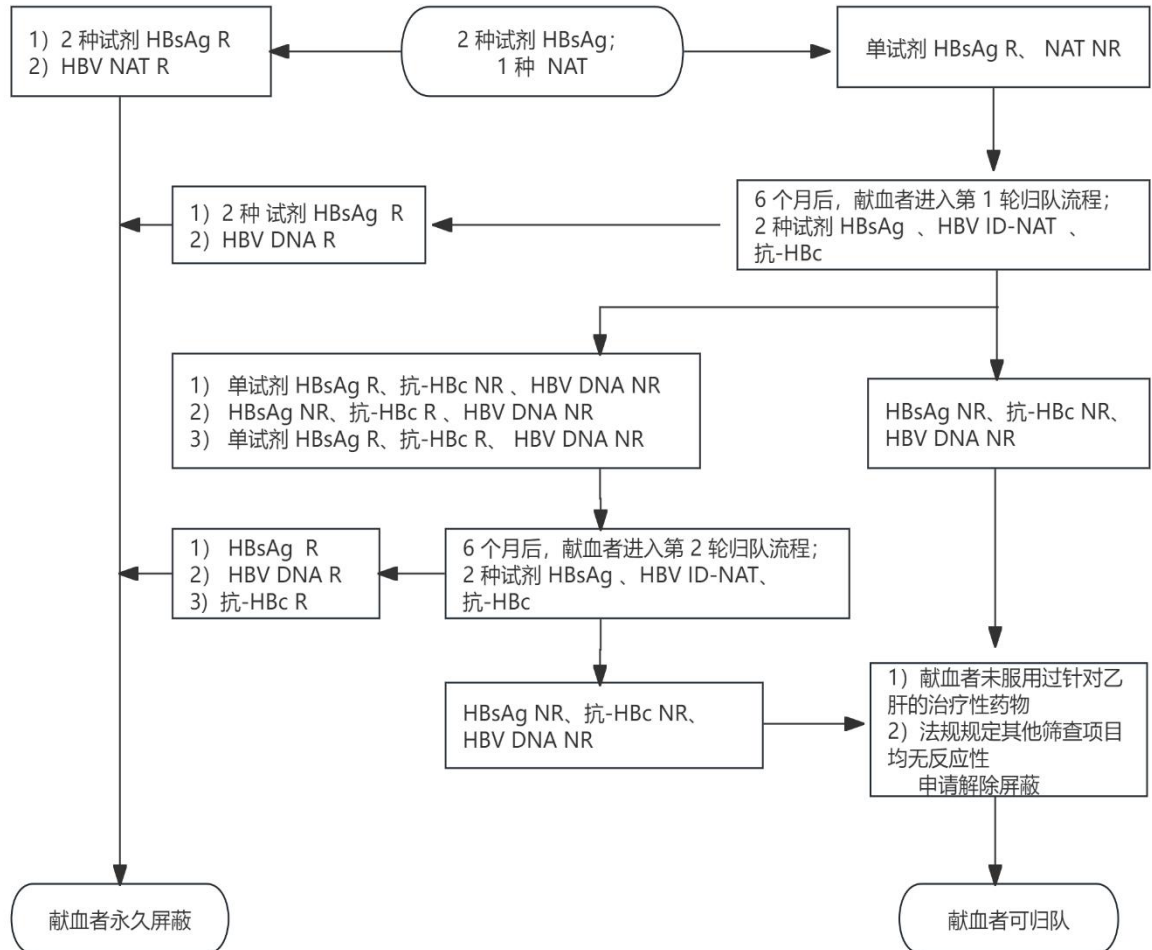 1）2 种试剂 HBsAg R
2）HBV NAT R
2 种试剂 HBsAg；
1 种 NAT
单试剂 HBsAg R、 NAT NR
6 个月后，献血者进入第 1 轮归队流程；
2 种试剂 HBsAg 、HBV ID-NAT 、
抗-HBc
1）2 种 试剂 HBsAg R
2）HBV DNA R
1） 单试剂 HBsAg R、抗-HBc NR 、HBV DNA NR
2） HBsAg NR、抗-HBc R 、HBV DNA NR
3） 单试剂 HBsAg R、抗-HBc R、 HBV DNA NR
HBsAg NR、抗-HBc NR、
HBV DNA NR
1） HBsAg R
2） HBV DNA R
3）抗-HBc R
6 个月后，献血者进入第 2 轮归队流程；
2 种试剂 HBsAg 、HBV ID-NAT、
抗-HBc
HBsAg NR、抗-HBc NR、
HBV DNA NR
1）献血者未服用过针对乙
肝的治疗性药物
2）法规规定其他筛查项目
均无反应性
申请解除屏蔽
献血者永久屏蔽
献血者可归队